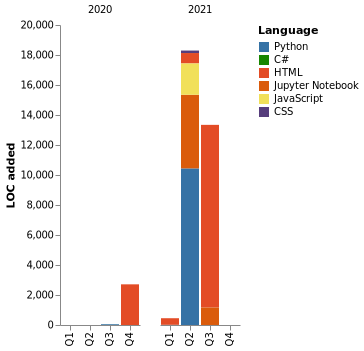 2020
2021
20,000
18,000
16,000
14,000
12,000
10,000
8,000
6,000
4,000
2,000
0
LOC added
Q1
Q2
Q3
Q4
Q1
Q2
Q3
Q4
Language
Python
C#
HTML
Jupyter Notebook
JavaScript
CSS